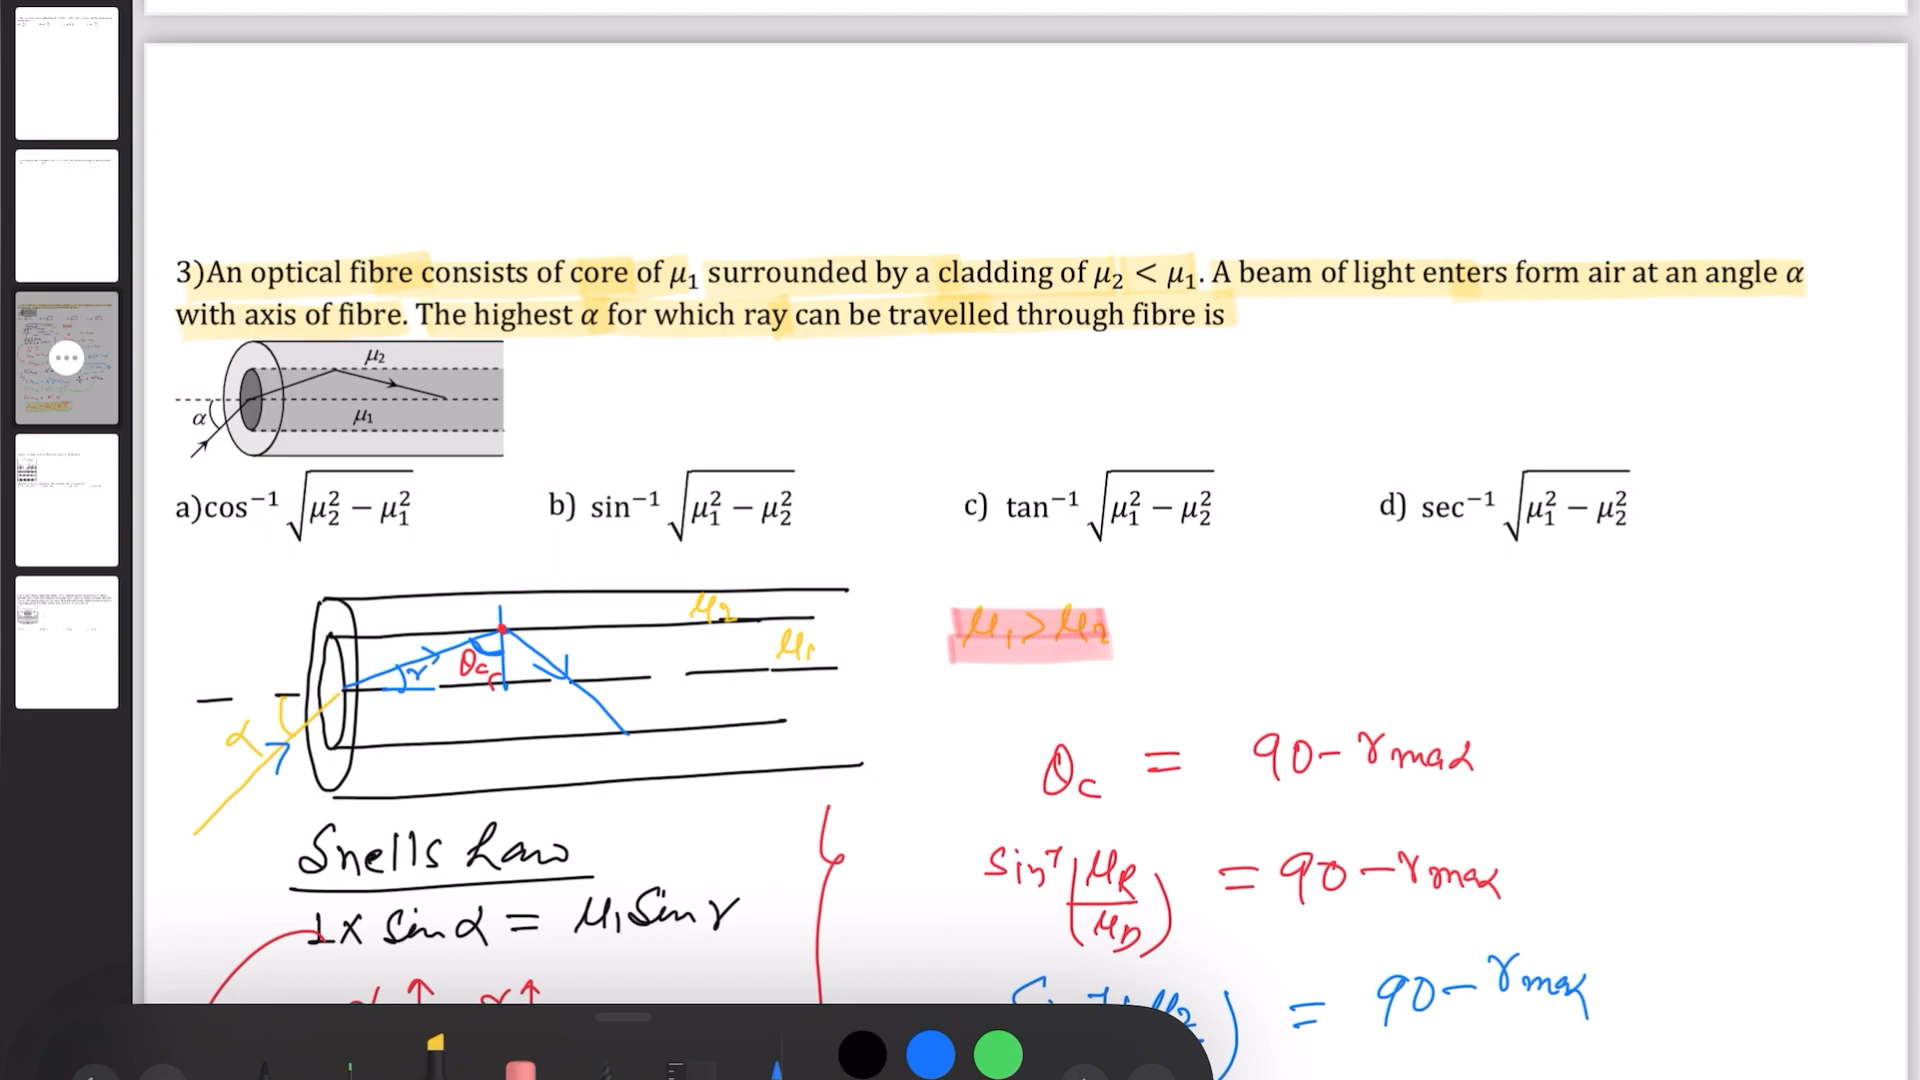 3)An optical fibre consists of core of μ₁ surrounded by a cladding of μ₂ < μ₁. A beam of light enters form air at an angle α
with axis of fibre. The highest α for which ray can be travelled through fibre is
μ₂
α
μ₁
a)cos⁻¹ √(μ₂² − μ₁²) b) sin⁻¹ √(μ₁² − μ₂²) c) tan⁻¹ √(μ₁² − μ₂²) d) sec⁻¹ √(μ₁² − μ₂²)
μ₂
μ₁
μ₁ > μ₂
r θc
α
θc = 90 - rmax
Snells Law
sin⁻¹(μR/μD) = 90 - rmax
1 x Sin α = μ₁ Sin r
α ↑ r ↑
= 90 - rmax